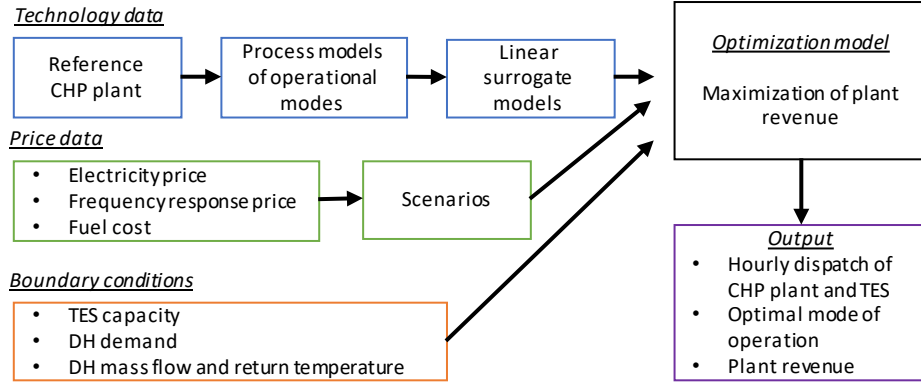 Technology data
Reference
CHP plant
Process models
of operational
modes
Linear
surrogate
models
Optimization model
Maximization of plant
revenue
Price data
• Electricity price
• Frequency response price
• Fuel cost
Scenarios
Boundary conditions
• TES capacity
• DH demand
• DH mass flow and return temperature
Output
• Hourly dispatch of
CHP plant and TES
• Optimal mode of
operation
• Plant revenue